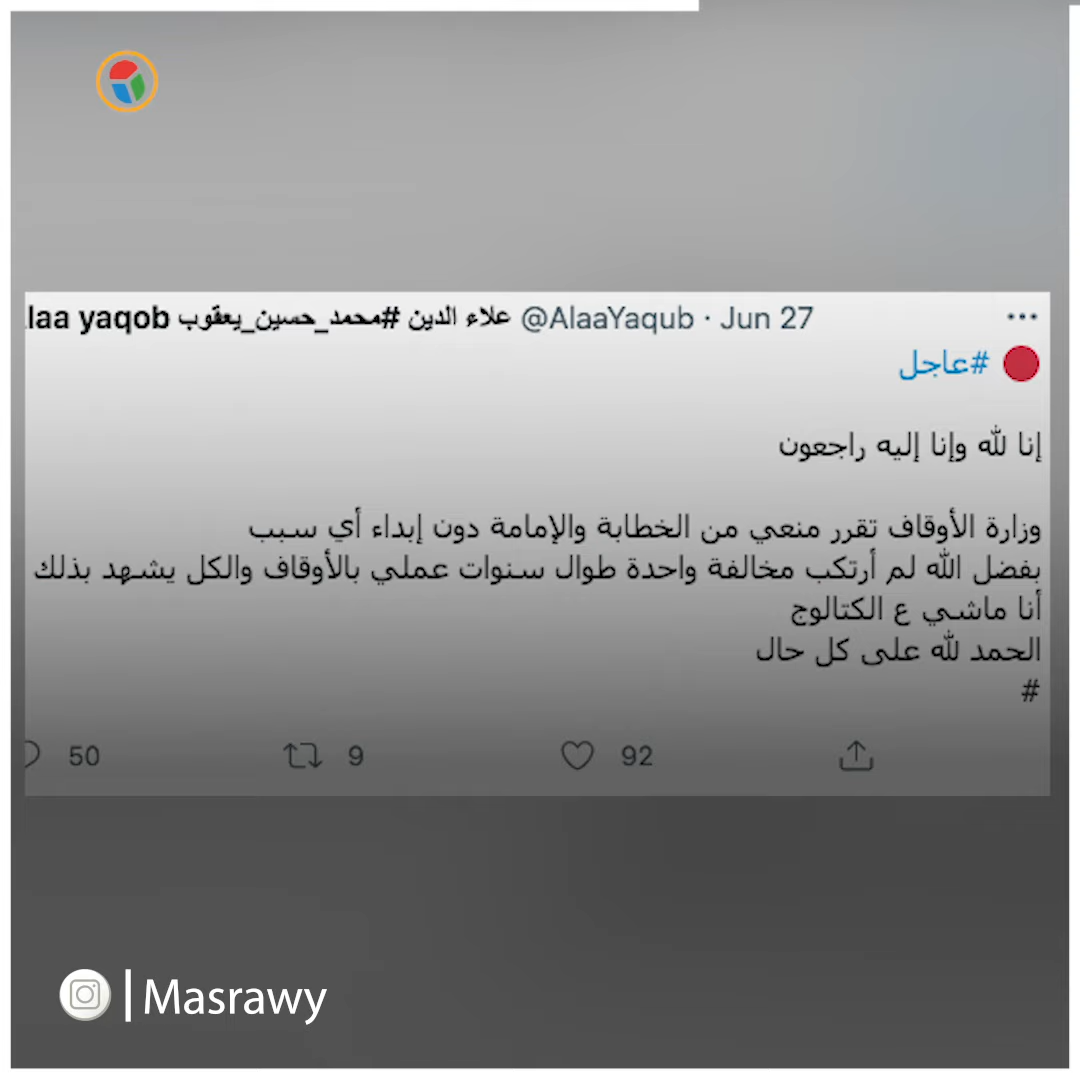 laa yaqob علاء الدين #محمد_حسين_يعقوب @AlaaYaqub · Jun 27
#عاجل
إنا لله وإنا إليه راجعون
وزارة الأوقاف تقرر منعي من الخطابة والإمامة دون إبداء أي سبب
بفضل الله لم أرتكب مخالفة واحدة طوال سنوات عملي بالأوقاف والكل يشهد بذلك
أنا ماشي ع الكتالوج
الحمد لله على كل حال
#
50 9 92
| Masrawy